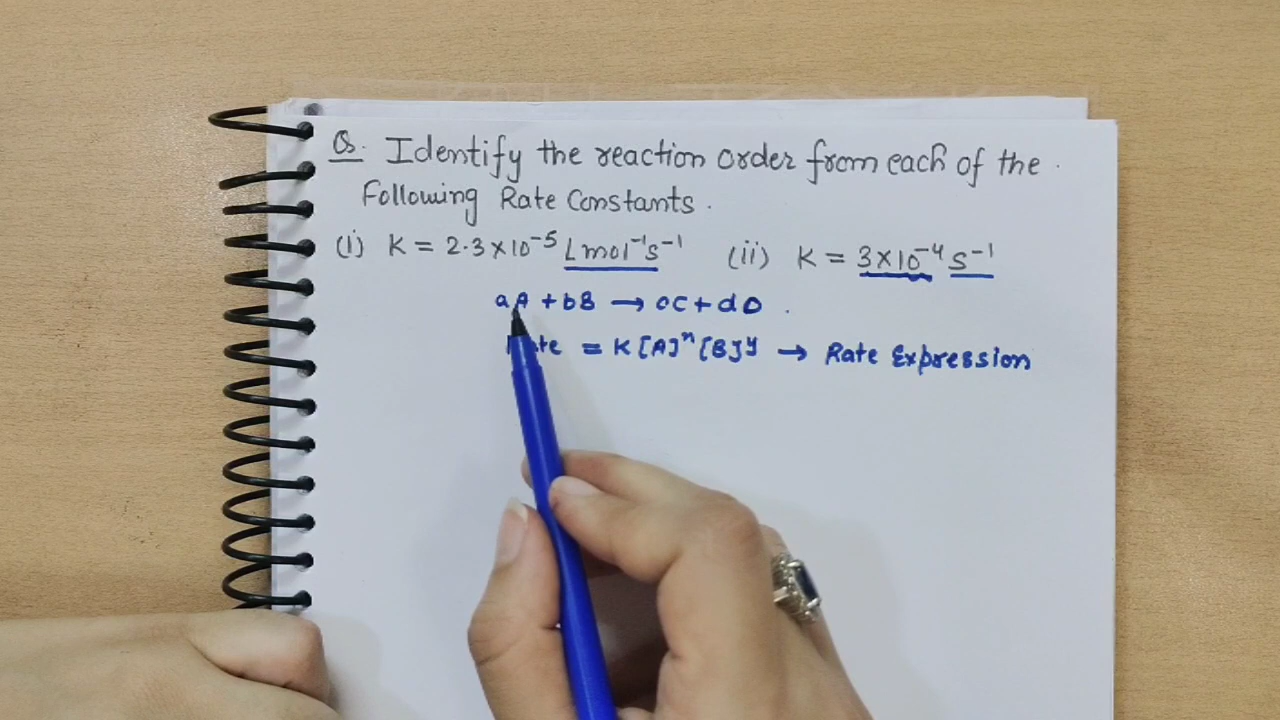 Q. Identify the reaction order from each of the
Following Rate Constants.
(i) K = 2.3×10⁻⁵ L mol⁻¹s⁻¹ (ii) K = 3×10⁻⁴ s⁻¹
aA + bB → cC + dD.
= K[A]ˣ[B]ʸ → Rate Expression